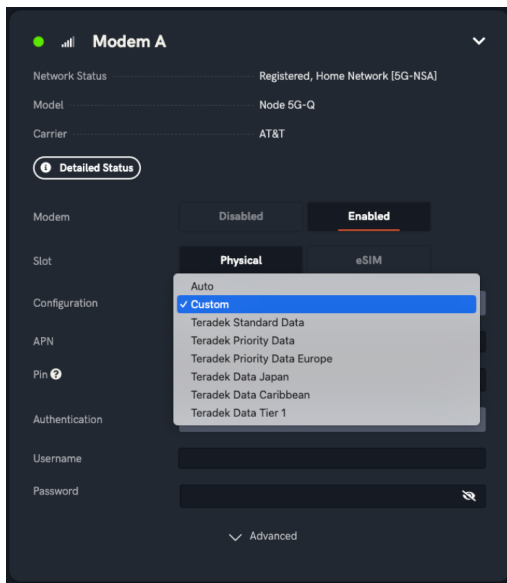 Modem A
Network Status Registered, Home Network [5G-NSA]
Model Node 5G-Q
Carrier AT&T
Detailed Status
Modem Disabled Enabled
Slot Physical eSIM
Auto
Configuration ✓ Custom
Teradek Standard Data
APN Teradek Priority Data
Teradek Priority Data Europe
Pin Teradek Data Japan
Teradek Data Caribbean
Teradek Data Tier 1
Authentication
Username
Password
Advanced